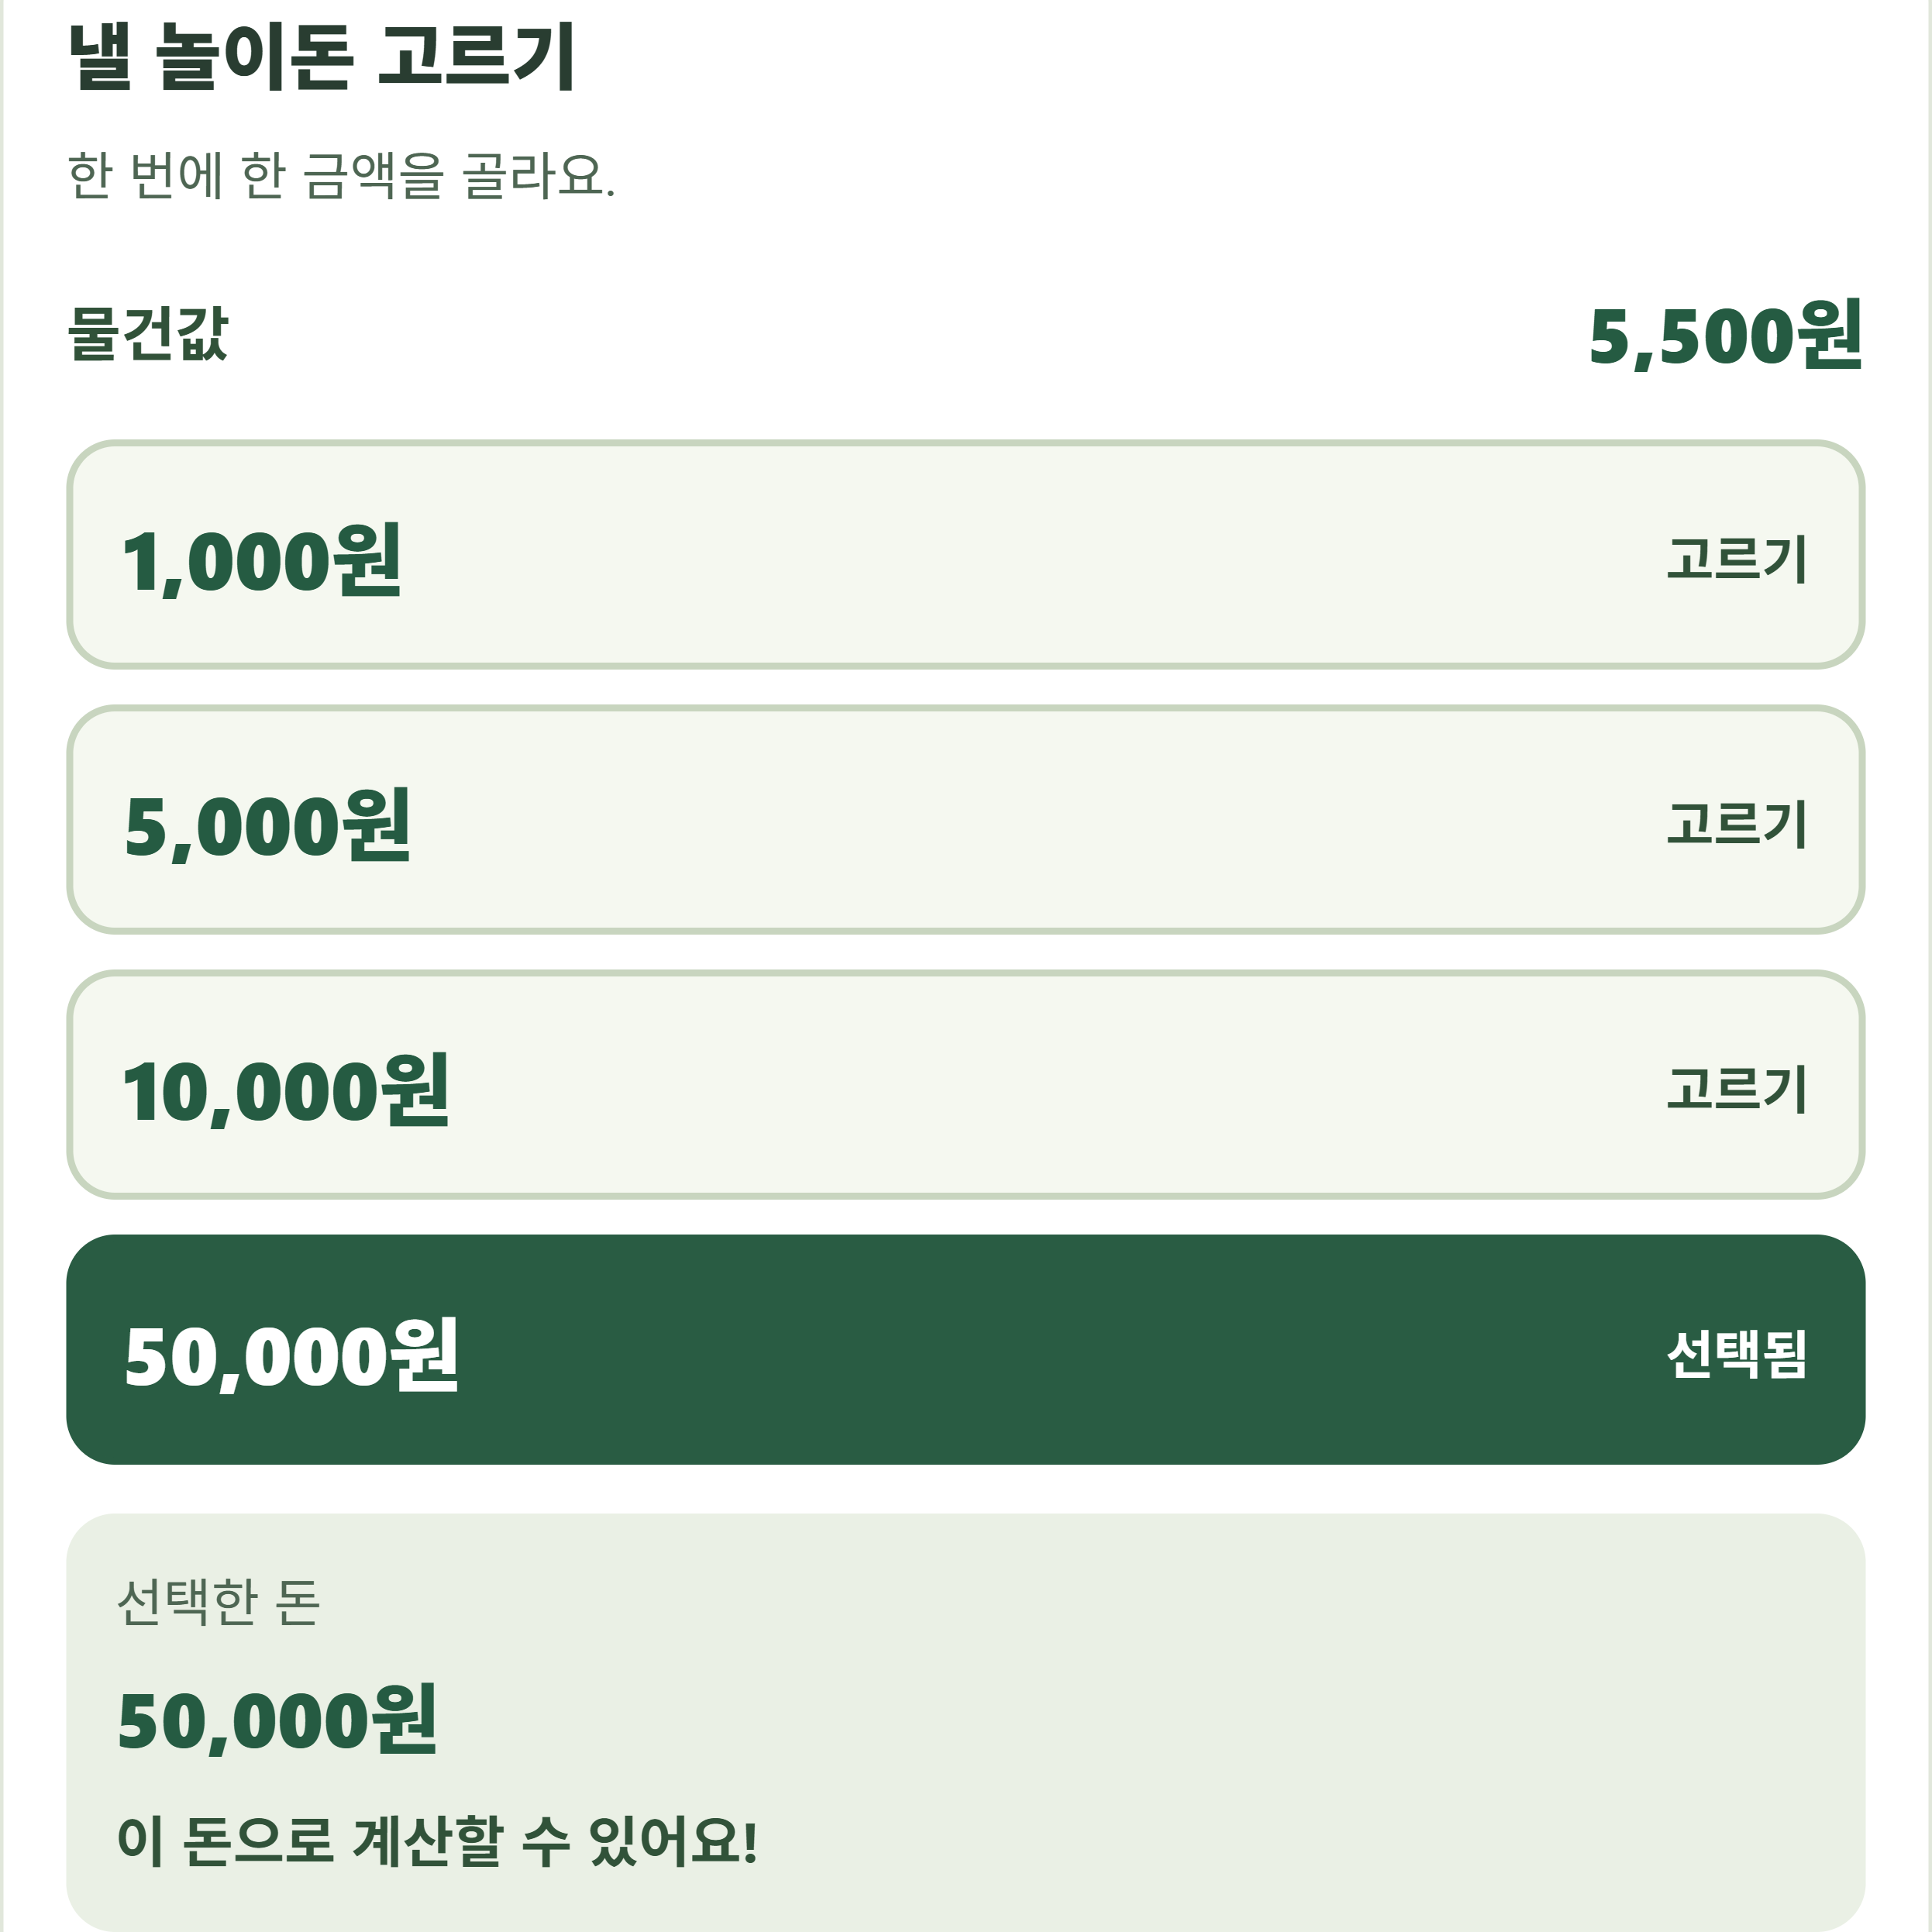 낼 놀이돈 고르기
한 번에 한 금액을 골라요.
물건값 5,500원
1,000원 고르기
5,000원 고르기
10,000원 고르기
50,000원 선택됨
선택한 돈
50,000원
이 돈으로 계산할 수 있어요!